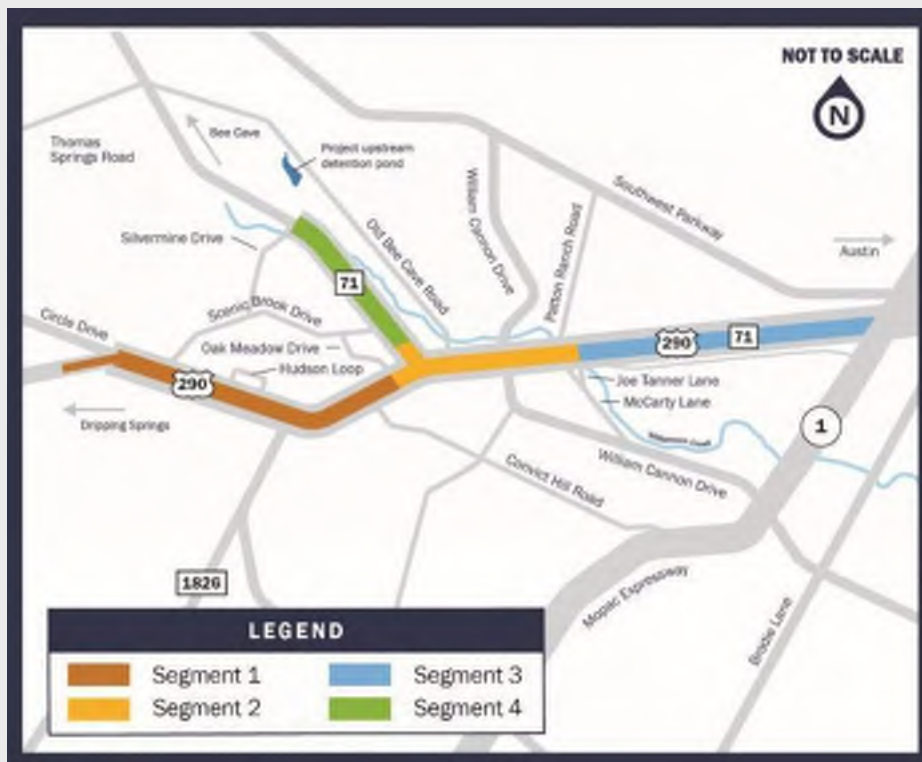 NOT TO SCALE
N
Thomas
Springs Road
Bee Cave
Project upstream
detention pond
William Cannon Drive
Southwest Parkway
Patton Ranch Road
Silvermine Drive
Old Bee Cave Road
Austin
71
Circle Drive
Scenic Brook Drive
290
71
Oak Meadow Drive
Hudson Loop
290
Joe Tanner Lane
McCarty Lane
Dripping Springs
1
Convict Hill Road
William Cannon Drive
1826
Mopac Expressway
Brodie Lane
LEGEND
Segment 1
Segment 3
Segment 2
Segment 4